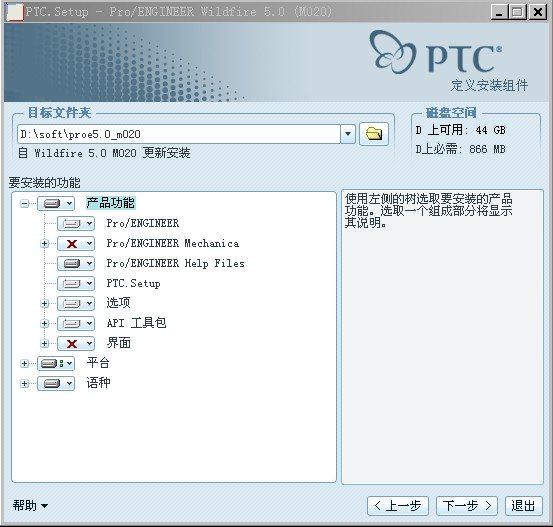 PTC.Setup - Pro/ENGINEER Wildfire 5.0 (M020)
PTC®
定义安装组件
目标文件夹
D:\soft\proe5.0_m020
自 Wildfire 5.0 M020 更新安装
磁盘空间
D 上可用: 44 GB
D上必需: 866 MB
要安装的功能
产品功能
Pro/ENGINEER
Pro/ENGINEER Mechanica
Pro/ENGINEER Help Files
PTC.Setup
选项
API 工具包
界面
平台
语种
使用左侧的树选取要安装的产品
功能。选取一个组成部分将显示
其说明。
帮助
< 上一步
下一步 >
退出